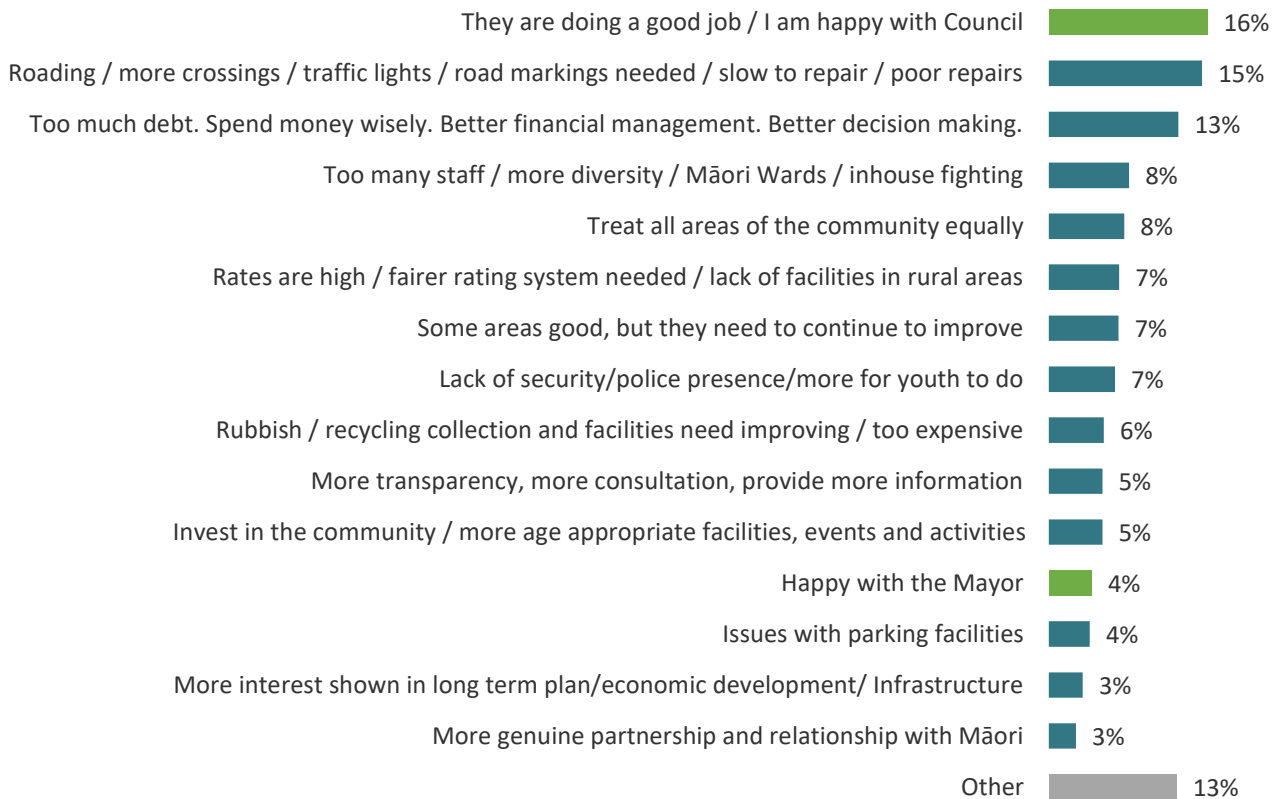 They are doing a good job / I am happy with Council 16%
Roading / more crossings / traffic lights / road markings needed / slow to repair / poor repairs 15%
Too much debt. Spend money wisely. Better financial management. Better decision making. 13%
Too many staff / more diversity / Māori Wards / inhouse fighting 8%
Treat all areas of the community equally 8%
Rates are high / fairer rating system needed / lack of facilities in rural areas 7%
Some areas good, but they need to continue to improve 7%
Lack of security/police presence/more for youth to do 7%
Rubbish / recycling collection and facilities need improving / too expensive 6%
More transparency, more consultation, provide more information 5%
Invest in the community / more age appropriate facilities, events and activities 5%
Happy with the Mayor 4%
Issues with parking facilities 4%
More interest shown in long term plan/economic development/ Infrastructure 3%
More genuine partnership and relationship with Māori 3%
Other 13%